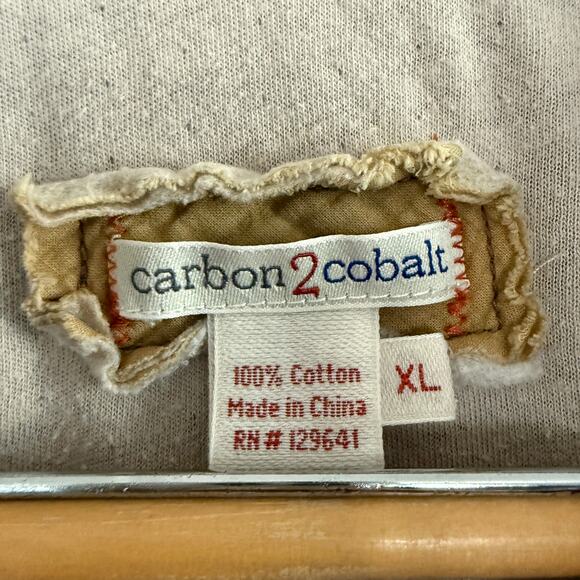 carbon2cobalt
100% Cotton
Made in China
RN# 129641
XL